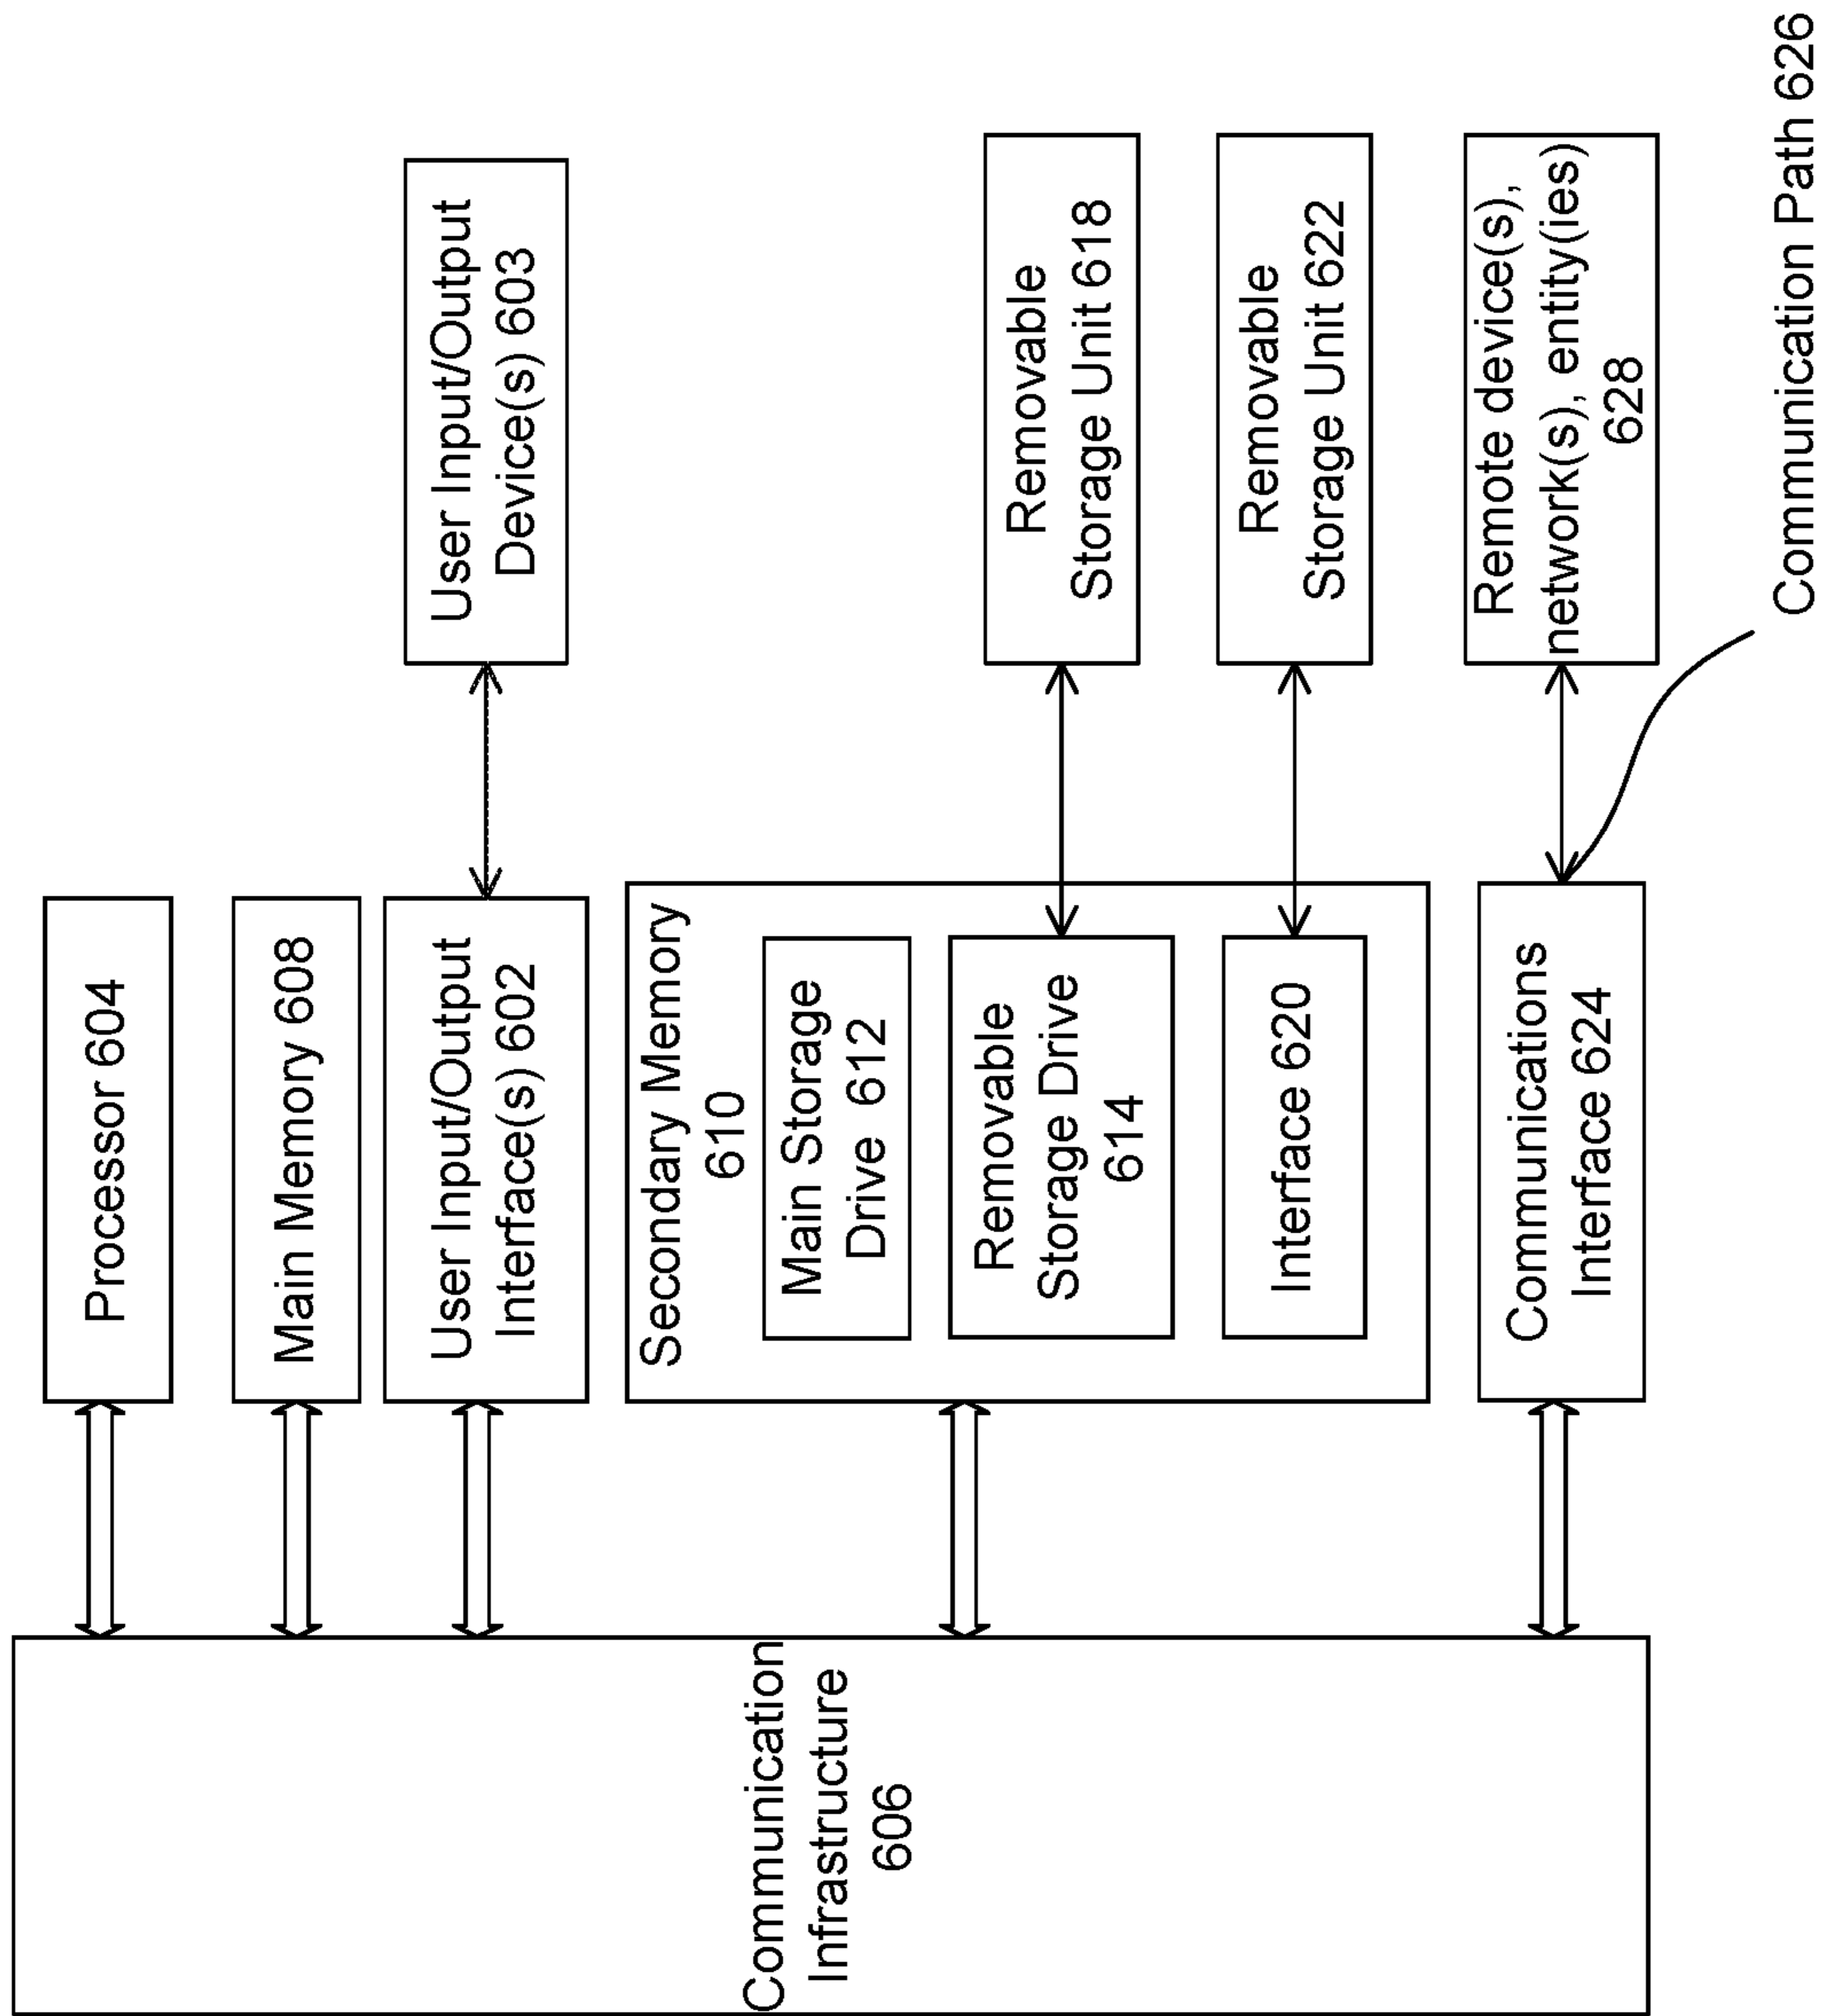 Processor 604
Main Memory 608
User Input/Output
Interface(s) 602
User Input/Output
Device(s) 603
Secondary Memory
610
Main Storage
Drive 612
Removable
Storage Drive
614
Interface 620
Removable
Storage Unit 618
Removable
Storage Unit 622
Communications
Interface 624
Remote device(s),
network(s), entity(ies)
628
Communication Path 626
Communication
Infrastructure
606